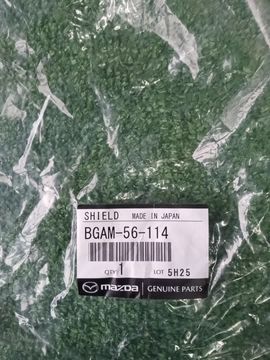 SHIELD MADE IN JAPAN
BGAM-56-114
QTY 1 LOT 5H25
mazda GENUINE PARTS